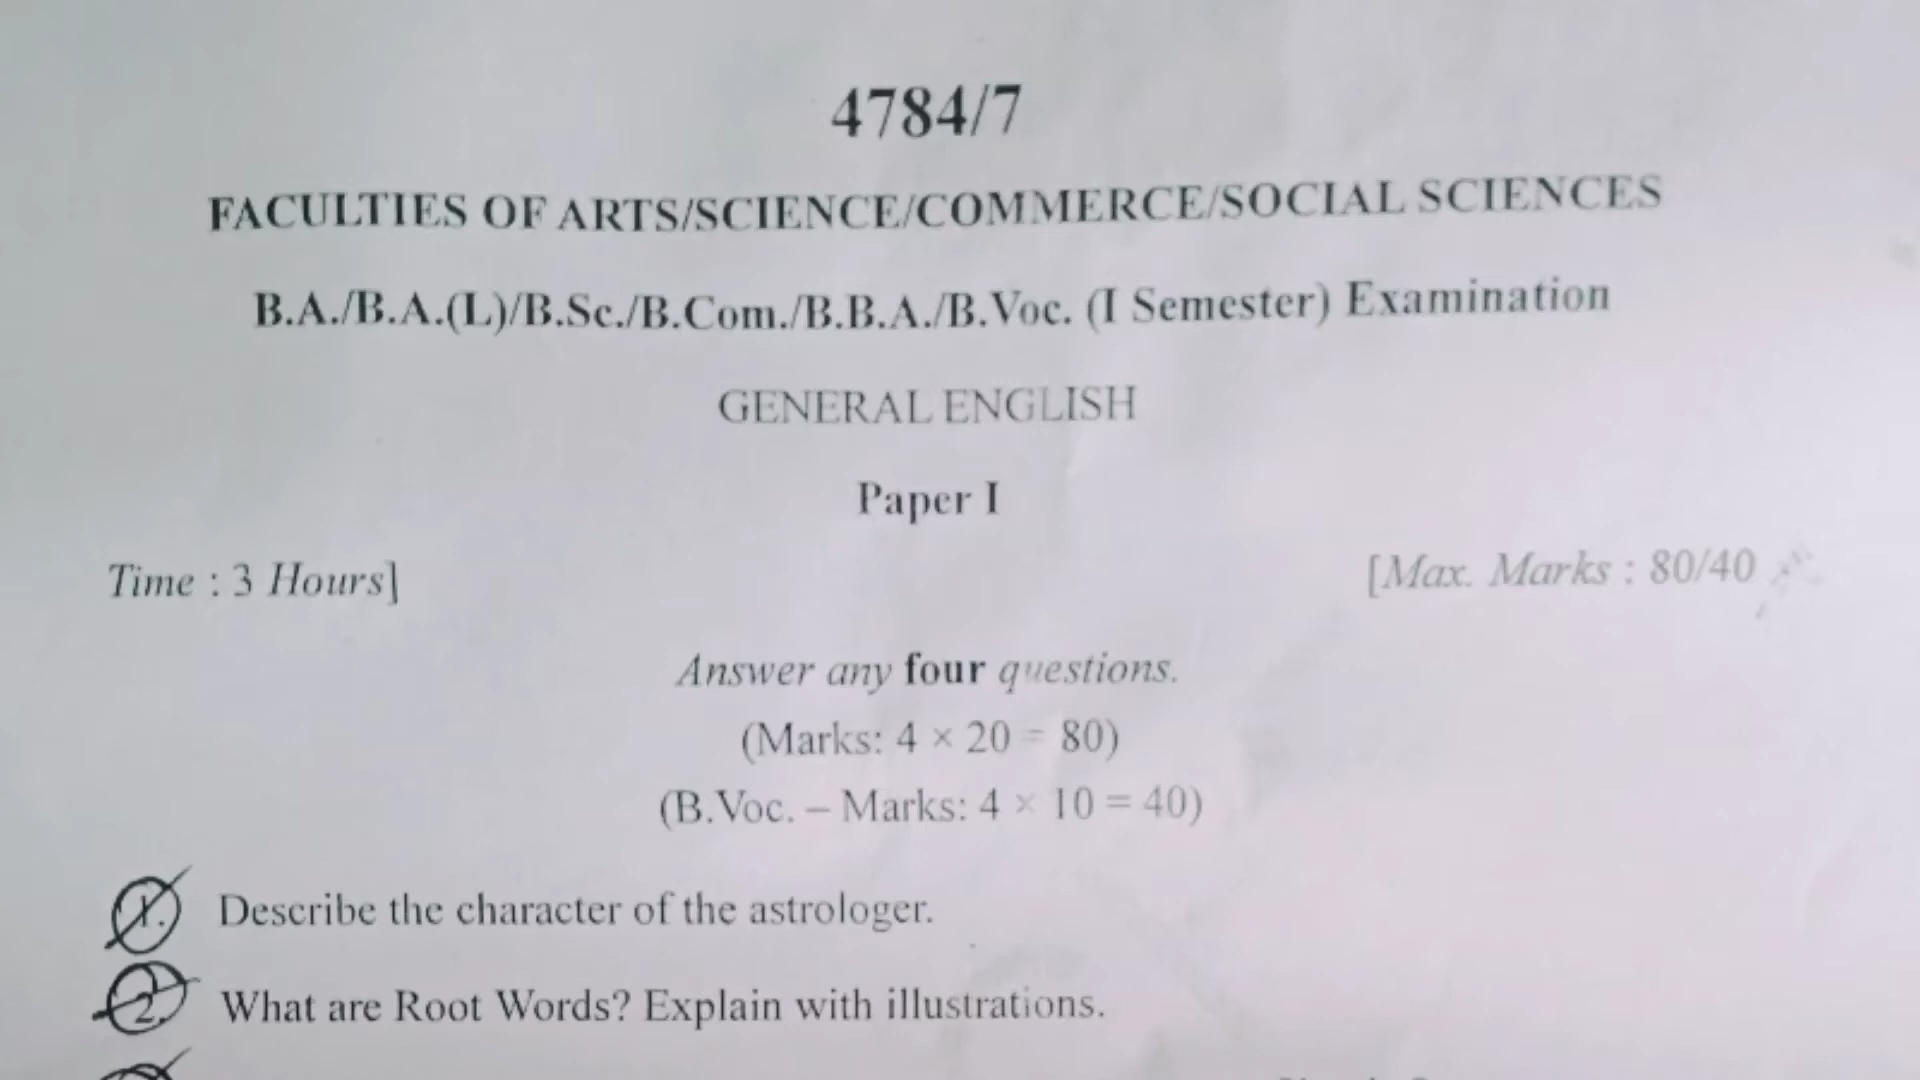 4784/7
FACULTIES OF ARTS/SCIENCE/COMMERCE/SOCIAL SCIENCES
B.A./B.A.(L)/B.Sc./B.Com./B.B.A./B.Voc. (I Semester) Examination
GENERAL ENGLISH
Paper I
Time : 3 Hours] [Max. Marks : 80/40
Answer any four questions.
(Marks: 4 × 20 = 80)
(B.Voc. – Marks: 4 × 10 = 40)
1. Describe the character of the astrologer.
2. What are Root Words? Explain with illustrations.